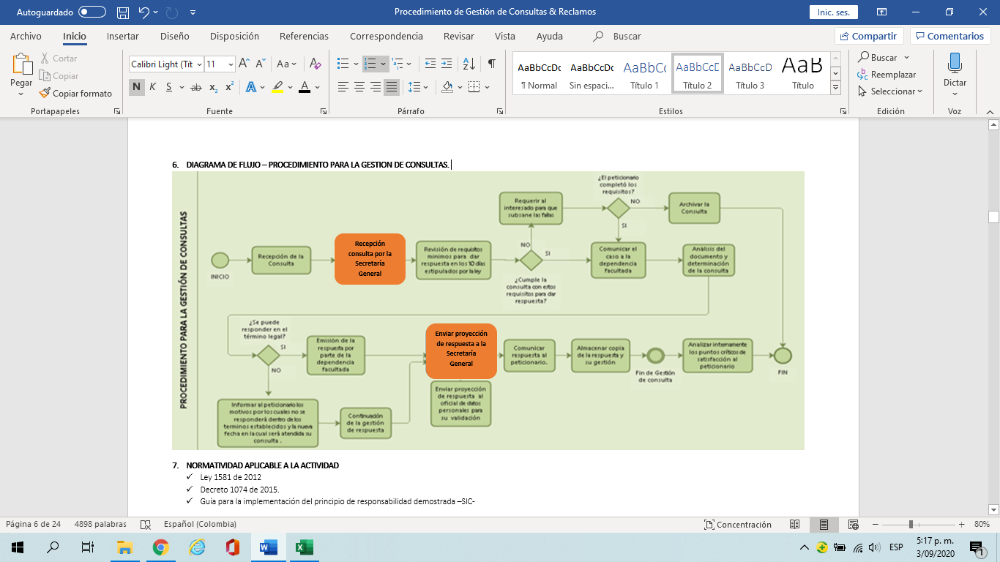 Autoguardado
Procedimiento de Gestión de Consultas & Reclamos
Inic. ses.
Archivo Inicio Insertar Diseño Disposición Referencias Correspondencia Revisar Vista Ayuda Buscar Compartir Comentarios
Pegar
Cortar
Copiar
Copiar formato
Portapapeles
Calibri Light (Tít 11
N K S ab x₂ x² A A
Fuente
Párrafo
AaBbCcDc AaBbCcDc AaBbCc AaBbCcD AaBbCcD AaB
¶ Normal Sin espaci... Título 1 Título 2 Título 3 Título
Estilos
Buscar
Reemplazar
Seleccionar
Edición
Dictar
Voz
6. DIAGRAMA DE FLUJO – PROCEDIMIENTO PARA LA GESTION DE CONSULTAS.
PROCEDIMIENTO PARA LA GESTIÓN DE CONSULTAS
INICIO
Recepción de la
Consulta
Recepción
consulta por la
Secretaría
General
Revisión de requisitos
minimos para dar
respuesta en los 10 días
estipulados por la ley
¿Cumple la
consulta con estos
requisitos para dar
respuesta?
NO
SI
Requerir al
interesado para que
subsane las fallas
¿El peticionario
completó los
requisitos?
NO
SI
Archivar la
Consulta
Comunicar el
caso a la
dependencia
facultada
Análisis del
documento y
determinación
de la consulta
¿Se puede
responder en el
término legal?
SI
NO
Emisión de la
respuesta por
parte de la
dependencia
facultada
Informar al peticionario los
motivos por los cuales no se
responderá dentro de los
terminos establecidos y la nueva
fecha en la cual será atendida su
consulta .
Continuación
de la gestión
de respuesta
Enviar proyección
de respuesta a la
Secretaría
General
Enviar proyección
de respuesta al
oficial de datos
personales para
su validación
Comunicar
respuesta al
peticionario.
Almacenar copia
de la respuesta y
su gestión
Fin de Gestión
de consulta
Analizar internamente
los puntos críticos de
satisfacción al
peticionario
FIN
7. NORMATIVIDAD APLICABLE A LA ACTIVIDAD
✓ Ley 1581 de 2012
✓ Decreto 1074 de 2015.
✓ Guía para la implementación del principio de responsabilidad demostrada –SIC-
Página 6 de 24 4898 palabras Español (Colombia) Concentración 80%
ESP
5:17 p. m.
3/09/2020
1